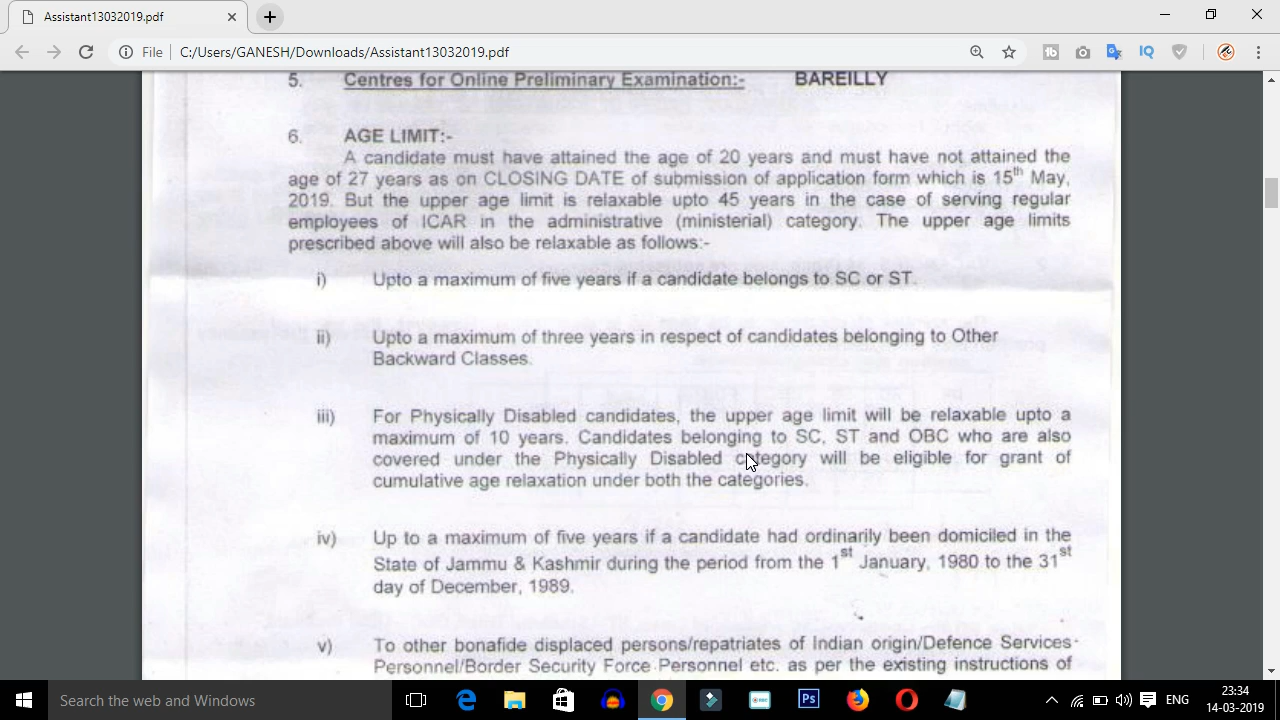 Assistant13032019.pdf
File
C:/Users/GANESH/Downloads/Assistant13032019.pdf
IQ
5. Centres for Online Preliminary Examination:- BAREILLY
6. AGE LIMIT:-
A candidate must have attained the age of 20 years and must have not attained the
age of 27 years as on CLOSING DATE of submission of application form which is 15th May,
2019. But the upper age limit is relaxable upto 45 years in the case of serving regular
employees of ICAR in the administrative (ministerial) category. The upper age limits
prescribed above will also be relaxable as follows:-
i) Upto a maximum of five years if a candidate belongs to SC or ST.
ii) Upto a maximum of three years in respect of candidates belonging to Other
Backward Classes.
iii) For Physically Disabled candidates, the upper age limit will be relaxable upto a
maximum of 10 years. Candidates belonging to SC, ST and OBC who are also
covered under the Physically Disabled category will be eligible for grant of
cumulative age relaxation under both the categories.
iv) Up to a maximum of five years if a candidate had ordinarily been domiciled in the
State of Jammu & Kashmir during the period from the 1st January, 1980 to the 31st
day of December, 1989.
v) To other bonafide displaced persons/repatriates of Indian origin/Defence Services
Personnel/Border Security Force Personnel etc. as per the existing instructions of
Search the web and Windows
Ps
ENG
23:34
14-03-2019